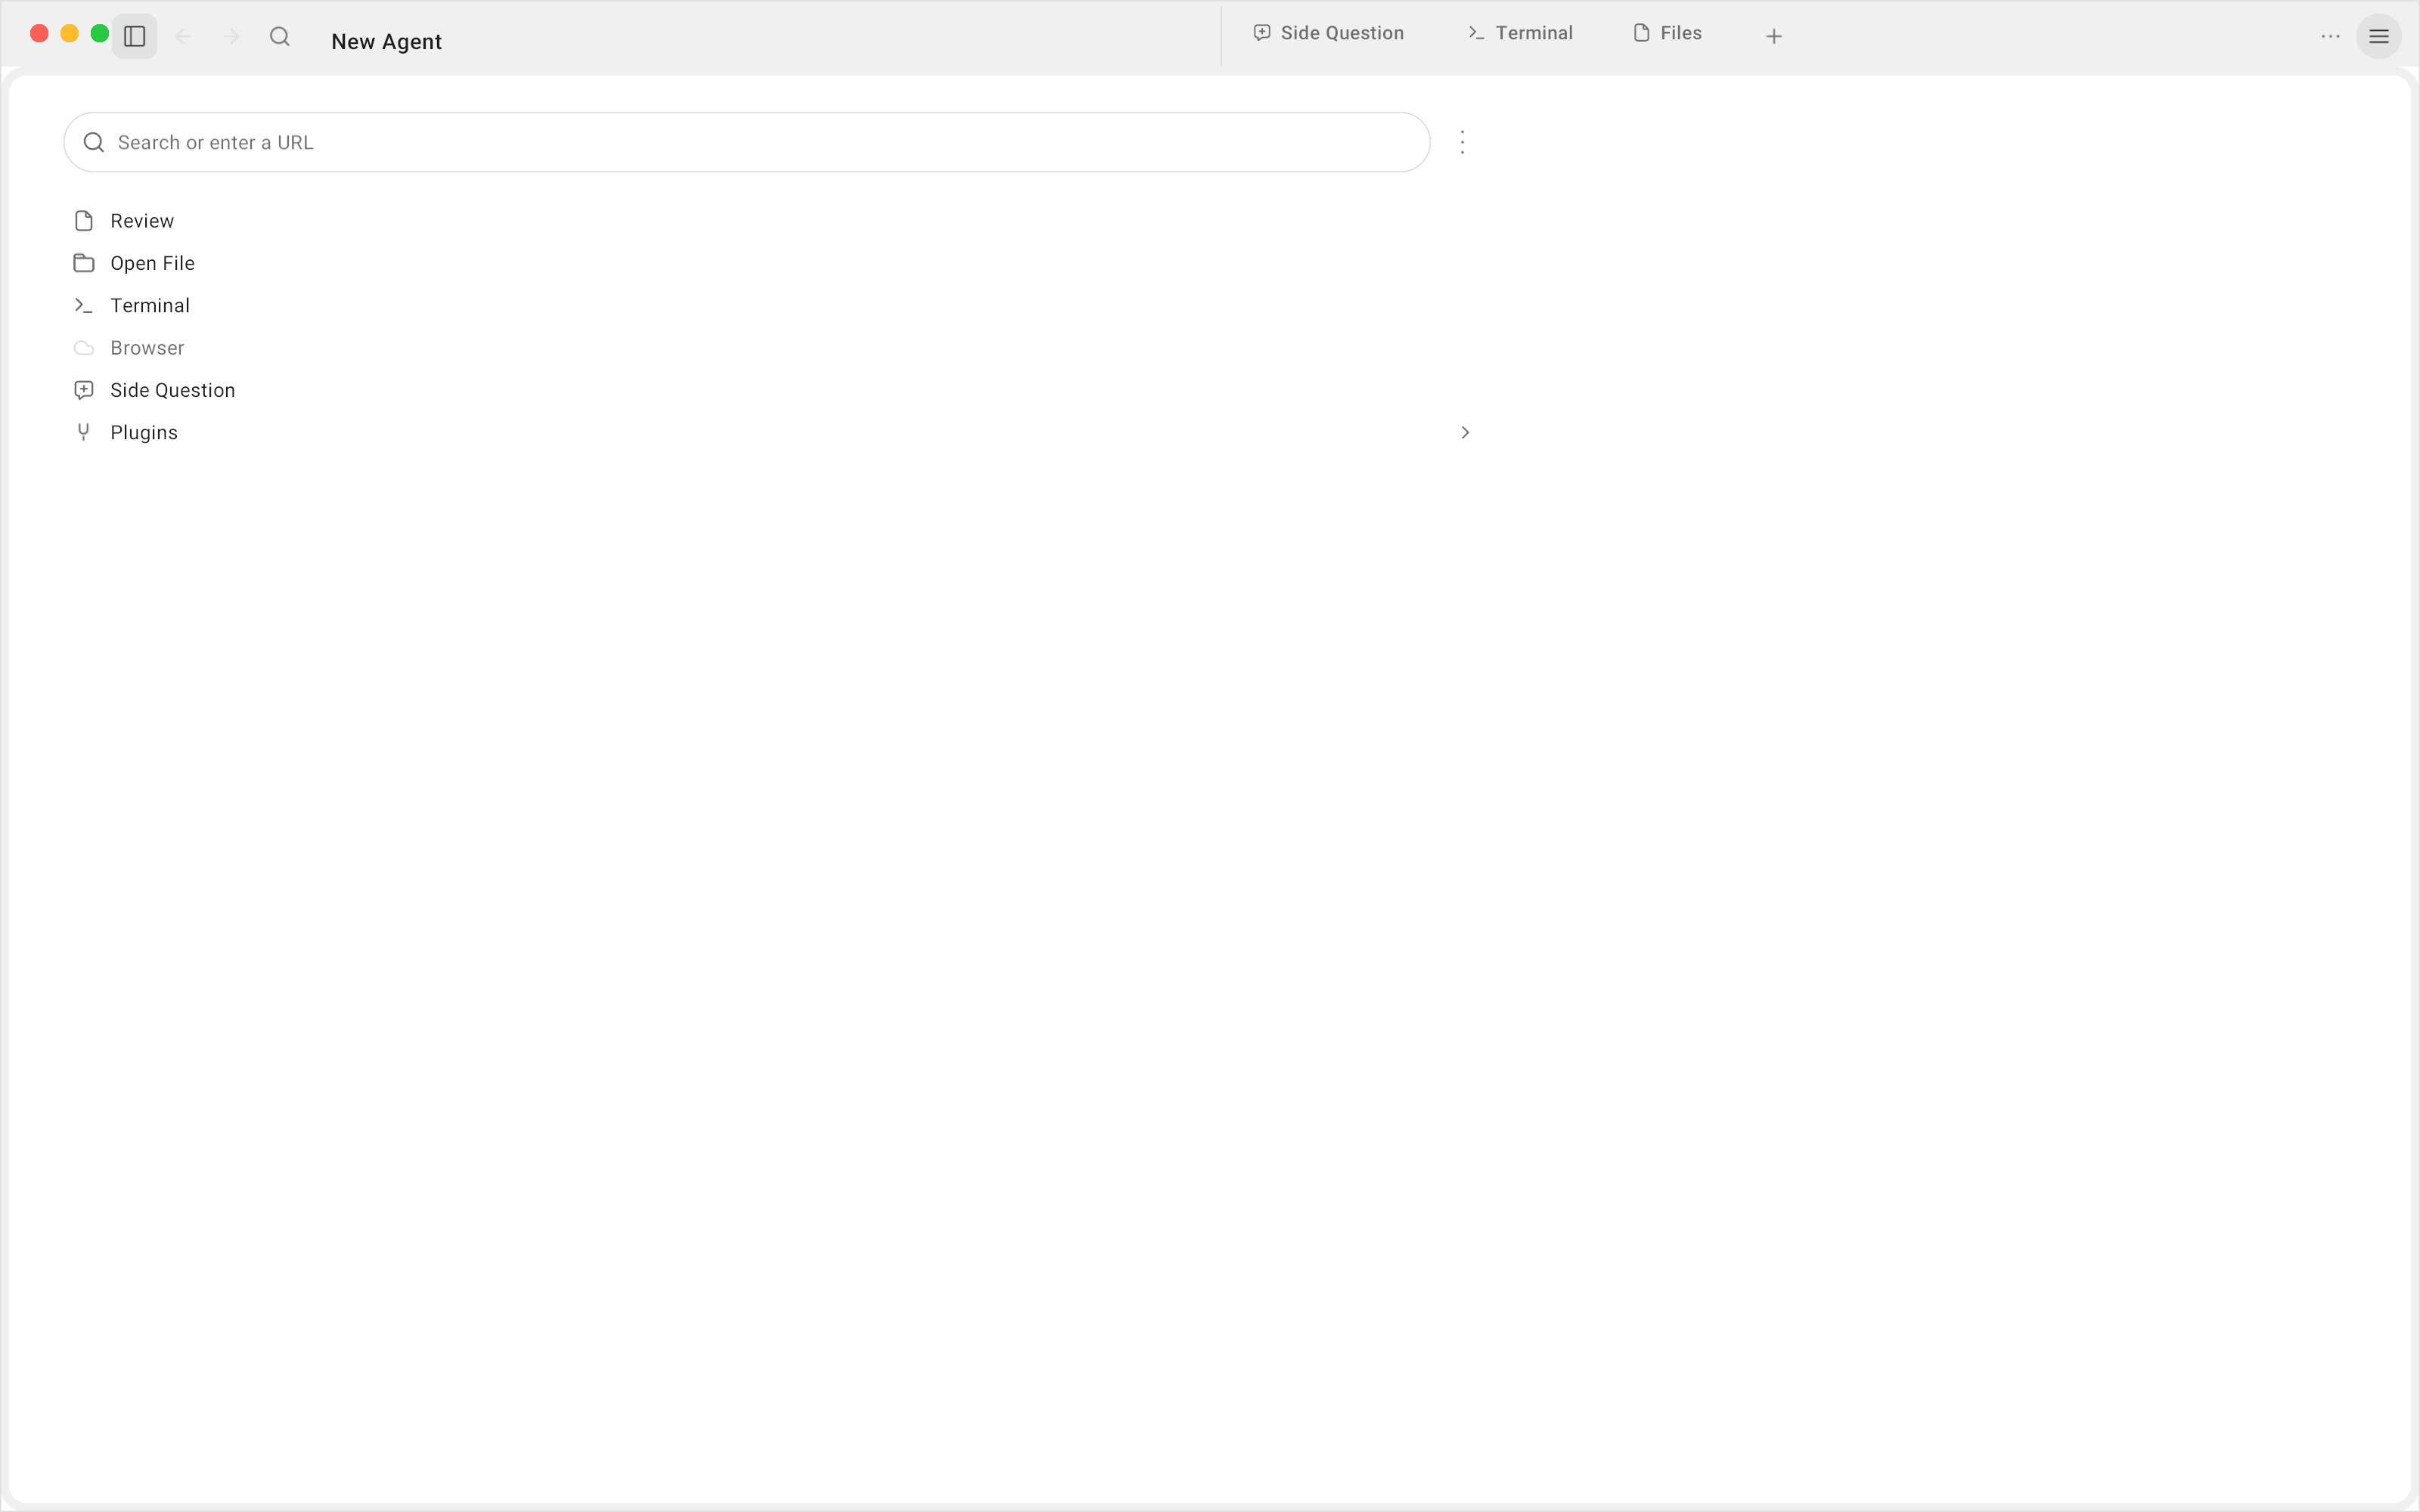 New Agent
Side Question
Terminal
Files
Search or enter a URL
Review
Open File
Terminal
Browser
Side Question
Plugins